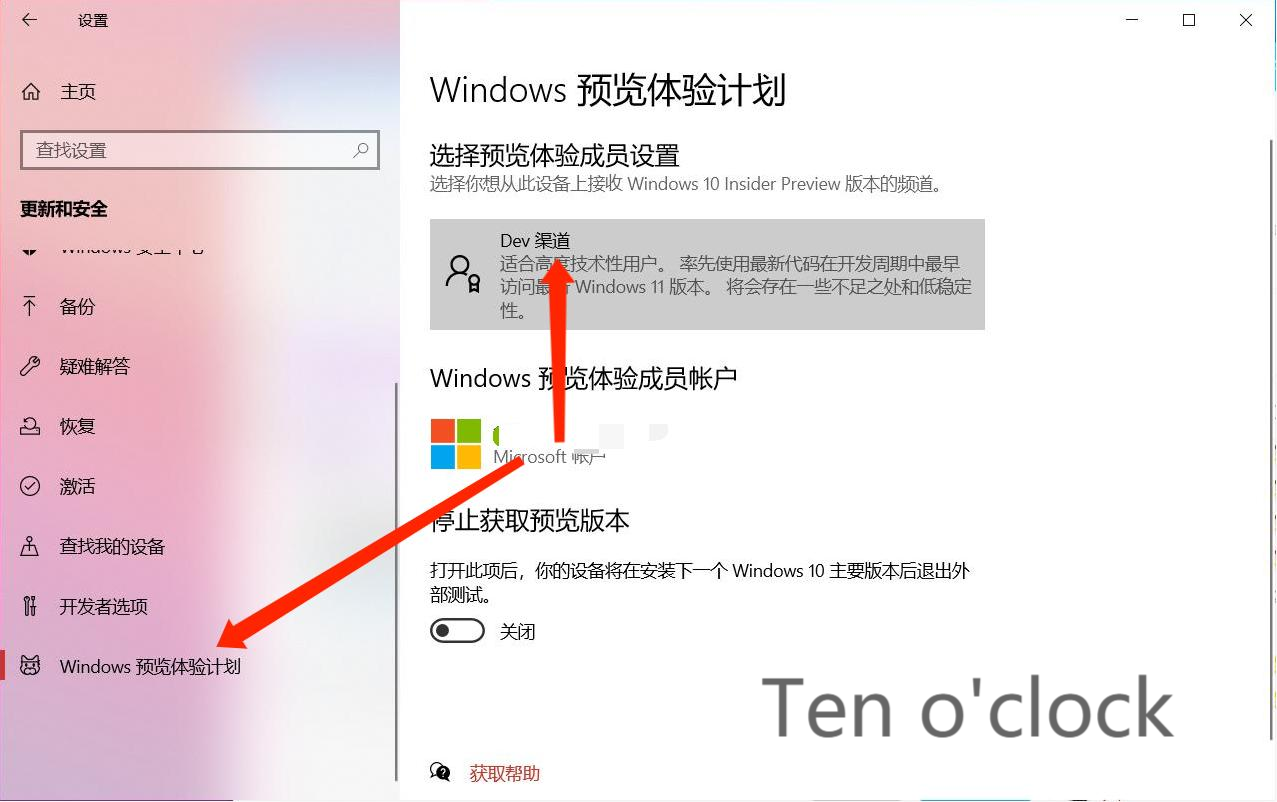 设置
主页
查找设置
更新和安全
备份
疑难解答
恢复
激活
查找我的设备
开发者选项
Windows 预览体验计划
Windows 预览体验计划
选择预览体验成员设置
选择你想从此设备上接收 Windows 10 Insider Preview 版本的频道。
Dev 渠道
适合高度技术性用户。 率先使用最新代码在开发周期中最早
访问最新 Windows 11 版本。 将会存在一些不足之处和低稳定
性。
Windows 预览体验成员帐户
Microsoft 帐户
停止获取预览版本
打开此项后，你的设备将在安装下一个 Windows 10 主要版本后退出外
部测试。
关闭
Ten o'clock
获取帮助